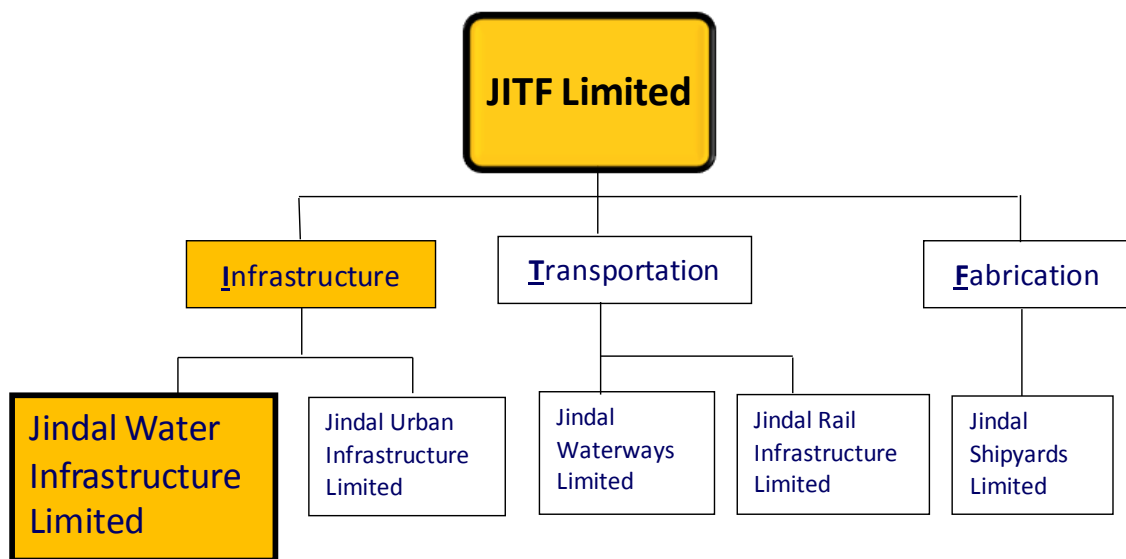 JITF Limited
Infrastructure
Transportation
Fabrication
Jindal Water
Infrastructure
Limited
Jindal Urban
Infrastructure
Limited
Jindal
Waterways
Limited
Jindal Rail
Infrastructure
Limited
Jindal
Shipyards
Limited